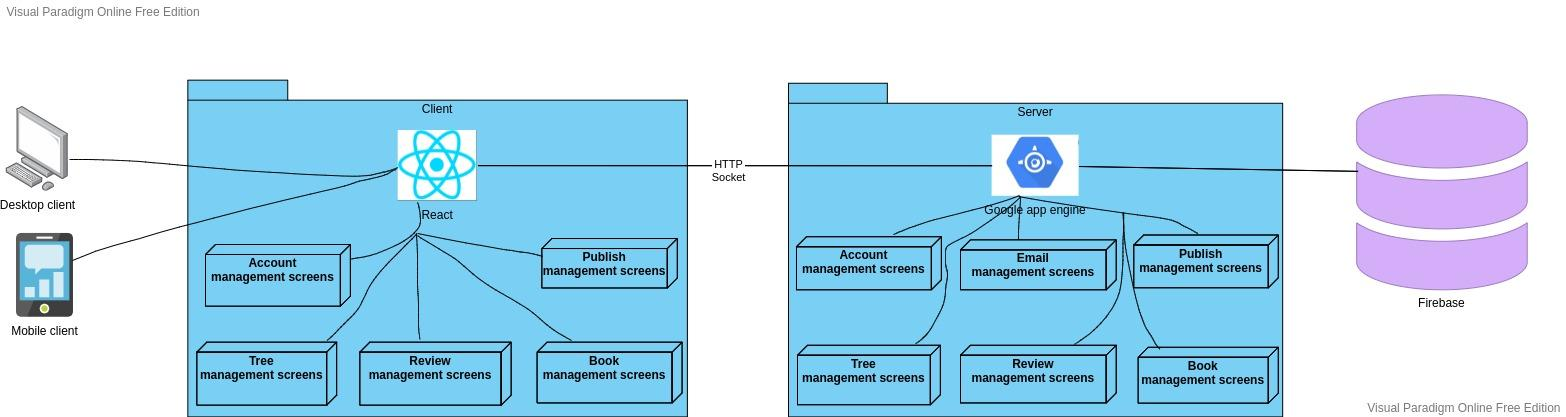 Visual Paradigm Online Free Edition
Client
Server
HTTP
Socket
Desktop client
React
Google app engine
Account
management screens
Publish
management screens
Account
management screens
Email
management screens
Publish
management screens
Firebase
Mobile client
Tree
management screens
Review
management screens
Book
management screens
Tree
management screens
Review
management screens
Book
management screens
Visual Paradigm Online Free Edition